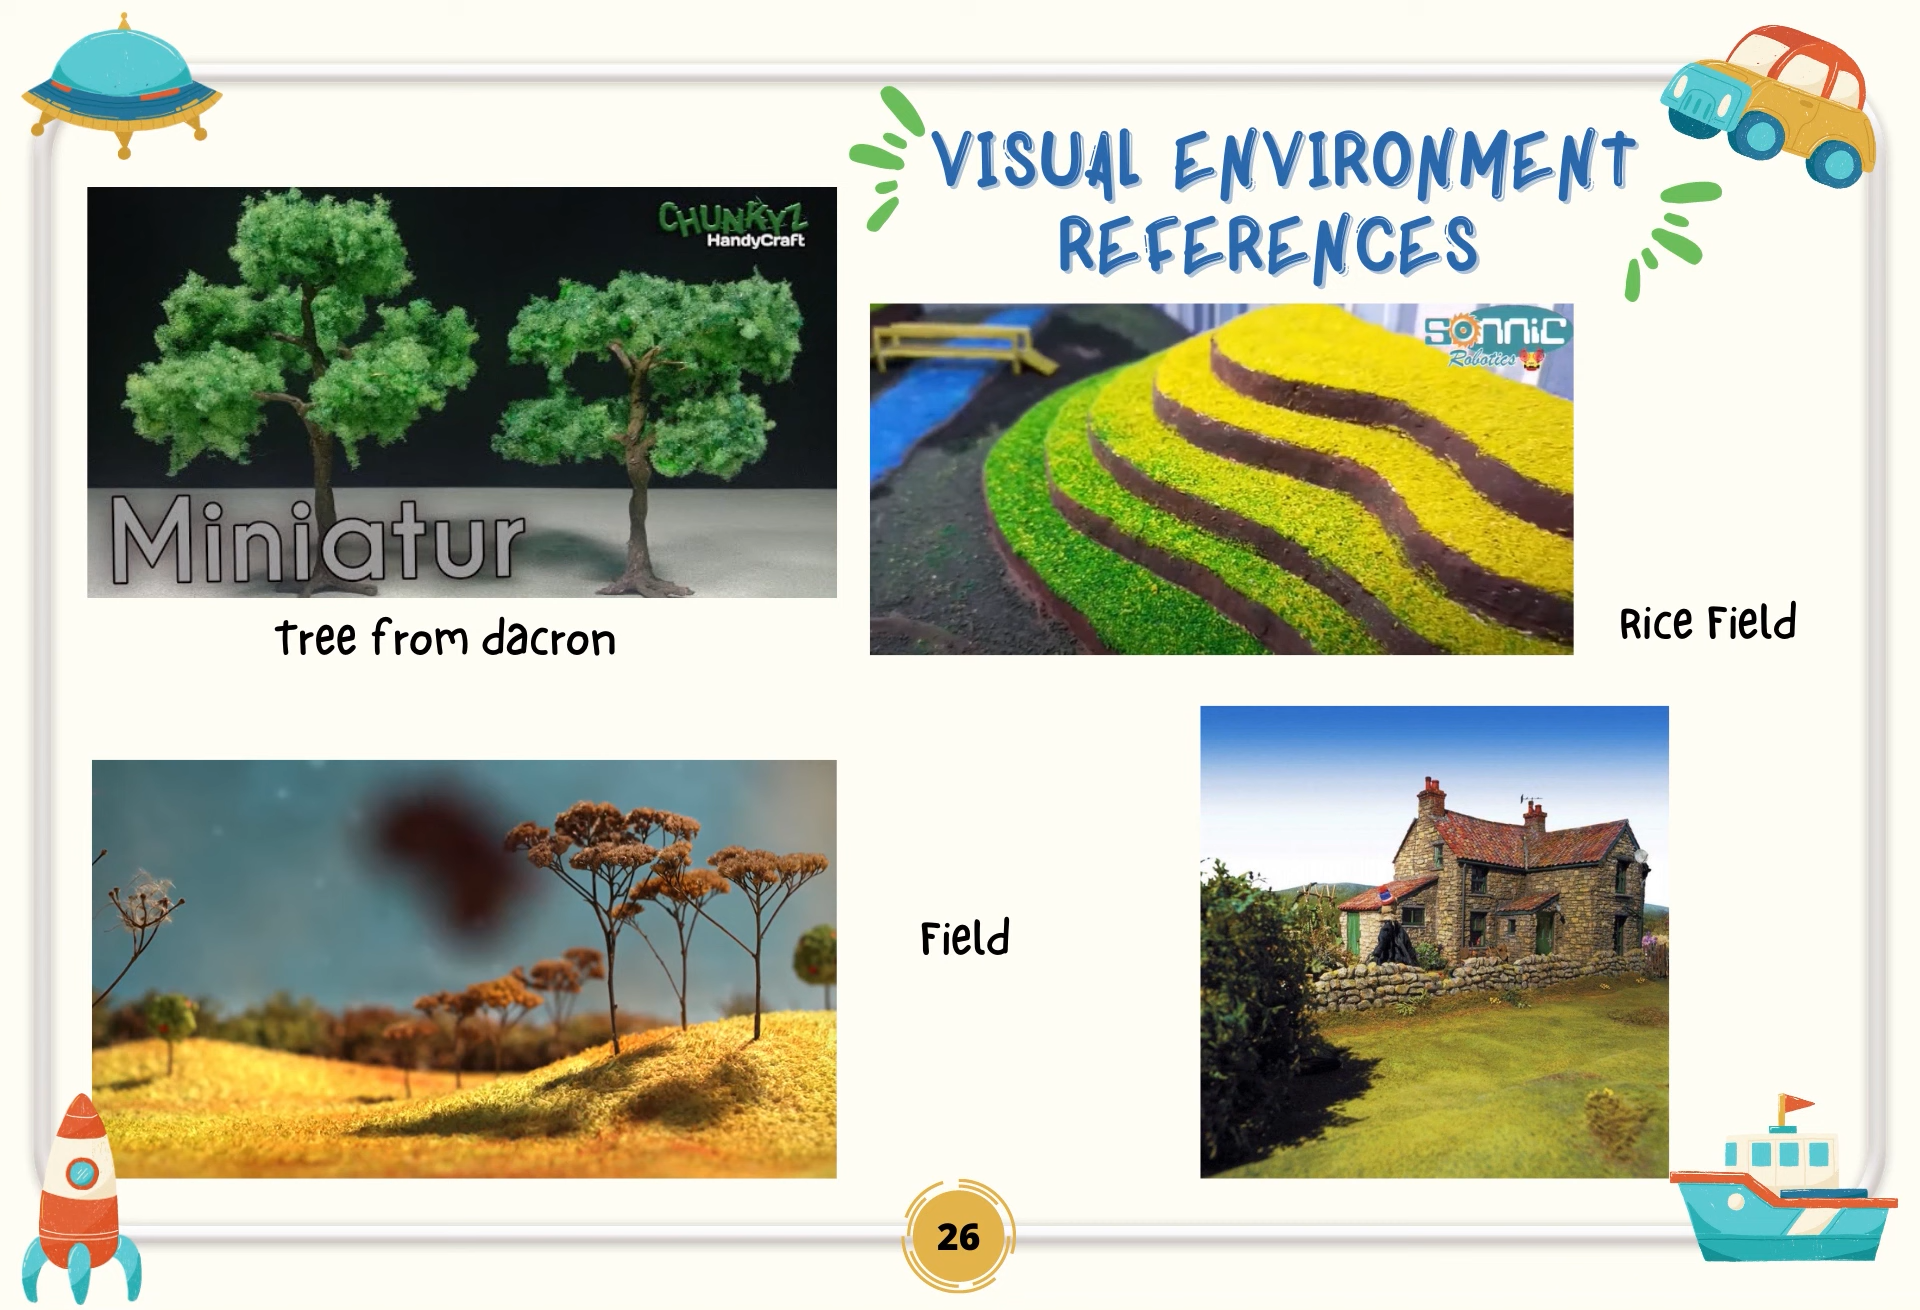 VISUAL ENVIRONMENT
REFERENCES
CHUNKYZ
HandyCraft
Miniatur
Tree from dacron
SONNIC
Robotics
Rice Field
Field
26